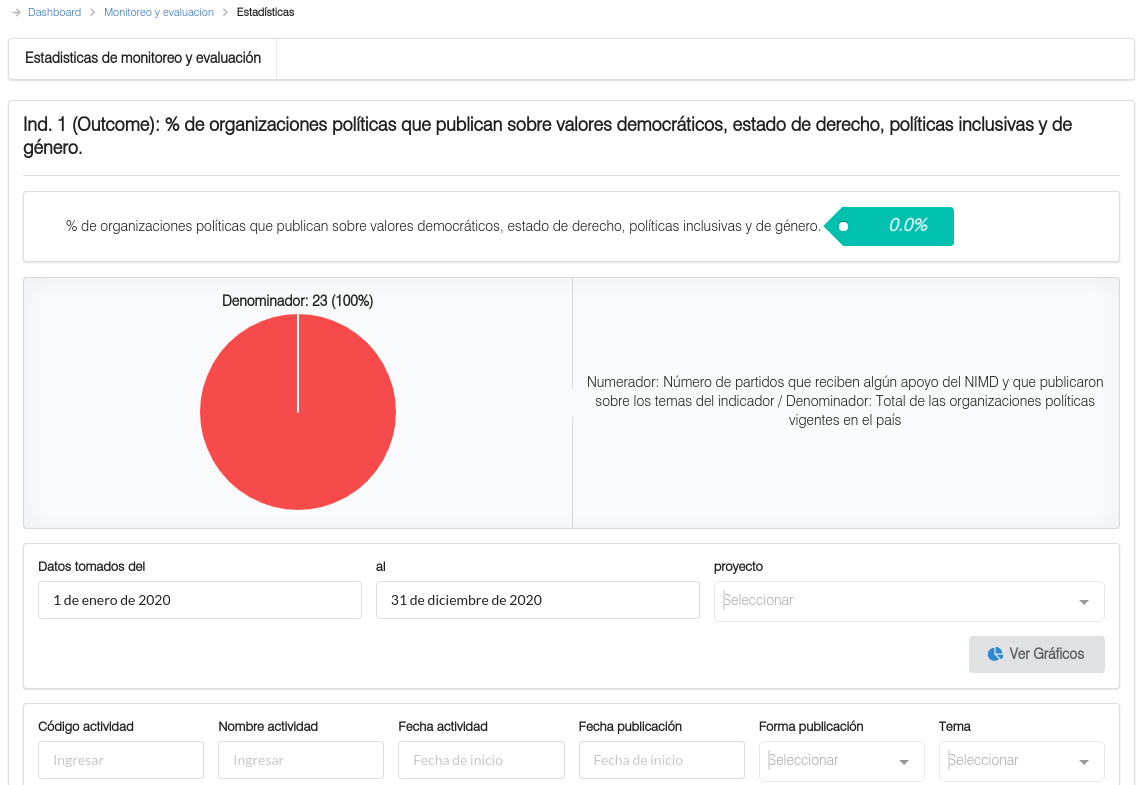 Dashboard Monitoreo y evaluacion Estadísticas
Estadisticas de monitoreo y evaluación
Ind. 1 (Outcome): % de organizaciones políticas que publican sobre valores democráticos, estado de derecho, políticas inclusivas y de
género.
% de organizaciones políticas que publican sobre valores democráticos, estado de derecho, políticas inclusivas y de género. 0.0%
Denominador: 23 (100%)
Numerador: Número de partidos que reciben algún apoyo del NIMD y que publicaron
sobre los temas del indicador / Denominador: Total de las organizaciones políticas
vigentes en el país
Datos tomados del al proyecto
1 de enero de 2020 31 de diciembre de 2020 Seleccionar
Ver Gráficos
Código actividad Nombre actividad Fecha actividad Fecha publicación Forma publicación Tema
Ingresar Ingresar Fecha de inicio Fecha de inicio Seleccionar Seleccionar